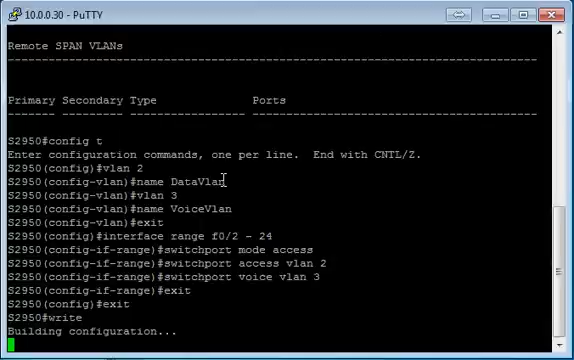 10.0.0.30 - PuTTY
Remote SPAN VLANs
------------------------------------------------------------------------------
Primary Secondary Type              Ports
------- --------- ----------------- ------------------------------------------
S2950#config t
Enter configuration commands, one per line.  End with CNTL/Z.
S2950(config)#vlan 2
S2950(config-vlan)#name DataVlan
S2950(config-vlan)#vlan 3
S2950(config-vlan)#name VoiceVlan
S2950(config-vlan)#exit
S2950(config)#interface range f0/2 - 24
S2950(config-if-range)#switchport mode access
S2950(config-if-range)#switchport access vlan 2
S2950(config-if-range)#switchport voice vlan 3
S2950(config-if-range)#exit
S2950(config)#exit
S2950#write
Building configuration...